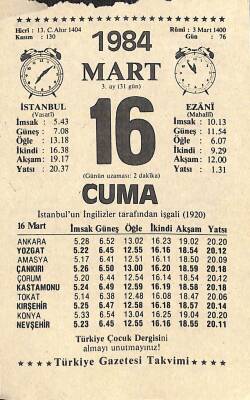 Hicri : 13. C. Ahır 1404
Kasım : 130
1984
Rûmi : 3 Mart 1400
Gün : 76
MART
3. ay (31 gün)
İSTANBUL
(Vasatî)
İmsak : 5.43
Güneş : 7.08
Öğle : 13.18
İkindi : 16.38
Akşam : 19.17
Yatsı : 20.37
16
EZÂNÎ
(Mahallî)
İmsak : 10.13
Güneş : 11.54
Öğle : 6.07
İkindi : 9.29
Akşam : 12.00
Yatsı : 1.31
(Günün uzaması: 2 dakika)
CUMA
İstanbul'un İngilizler tarafından işgali (1920)
16 Mart İmsak Güneş Öğle İkindi Akşam Yatsı
ANKARA 5.28 6.52 13.02 16.23 19.02 20.20
YOZGAT 5.22 6.45 12.55 16.16 18.54 20.14
AMASYA 5.17 6.41 12.51 16.11 18.50 20.09
ÇANKIRI 5.26 6.50 13.00 16.20 18.59 20.18
ÇORUM 5.20 6.44 12.54 16.14 18.54 20.12
KASTAMONU 5.24 6.49 12.59 16.19 18.58 20.18
TOKAT 5.14 6.38 12.48 16.08 18.47 20.06
KIRŞEHİR 5.25 6.47 12.58 16.18 18.57 20.14
KONYA 5.33 6.54 13.04 16.25 19.04 20.20
NEVŞEHİR 5.23 6.45 12.55 16.16 18.55 20.11
Türkiye Çocuk Dergisini
almayı unutmayınız!
★★★★ Türkiye Gazetesi Takvimi ★★★★